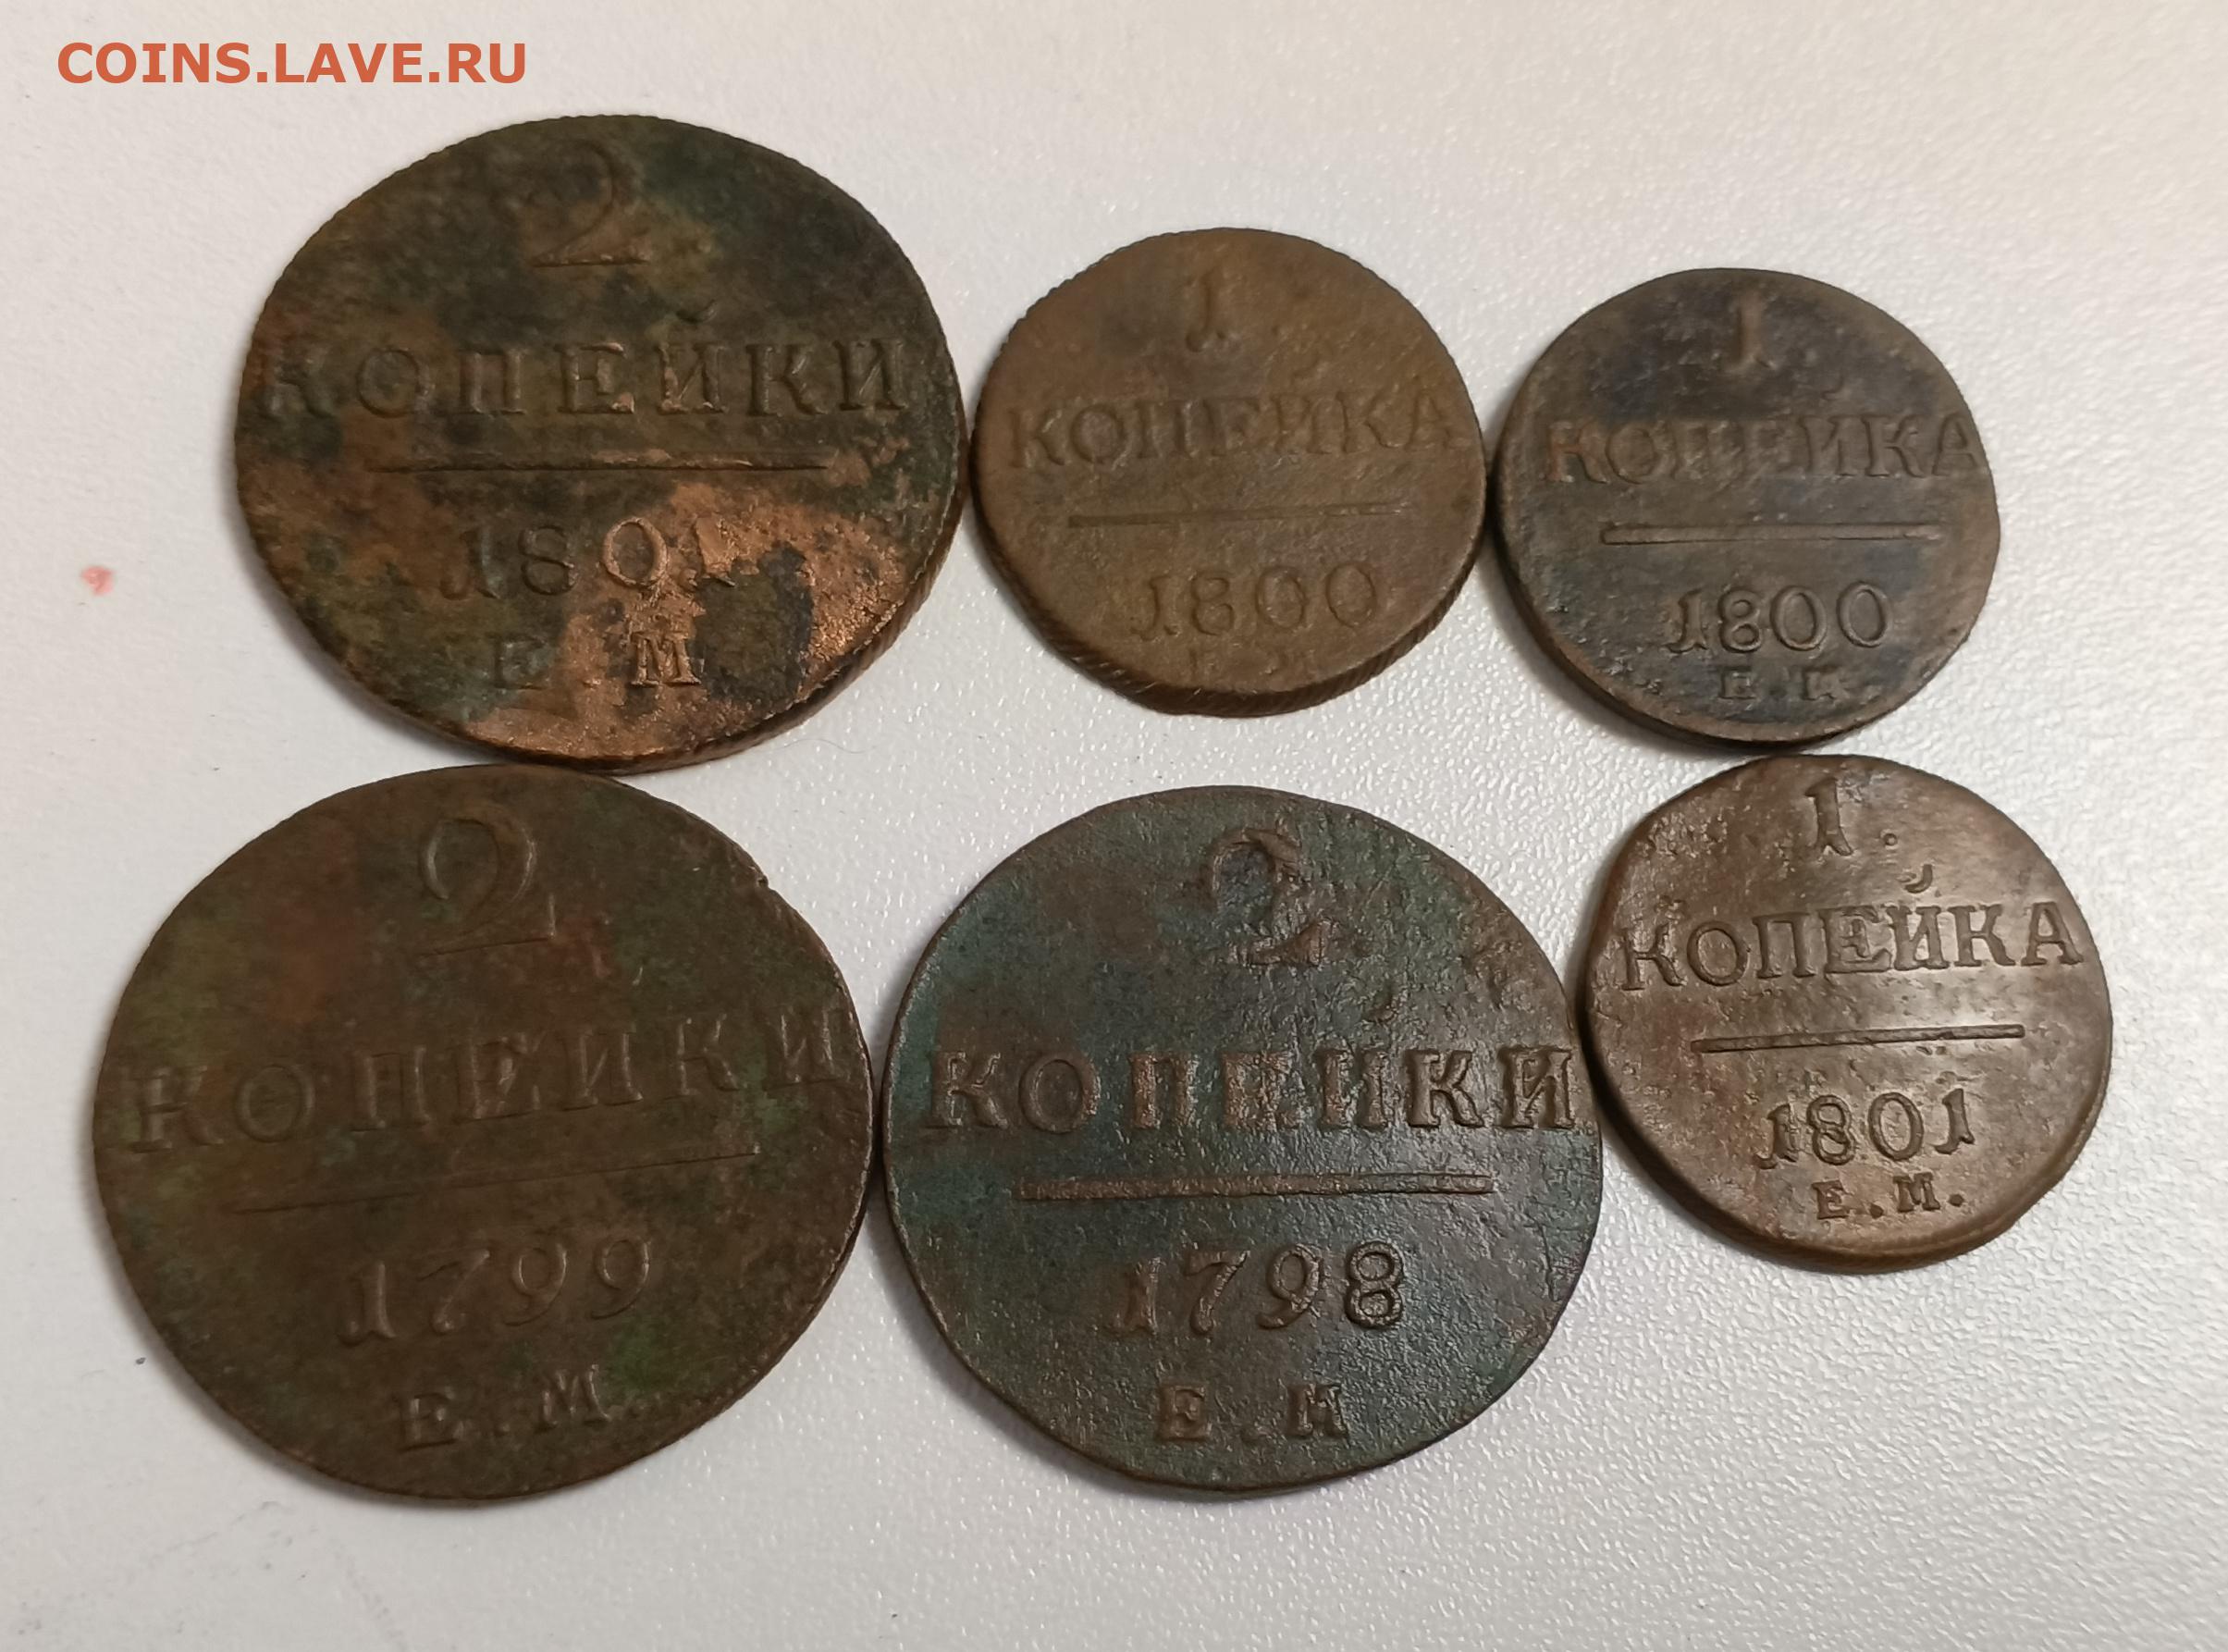 COINS.LAVE.RU
2
КОПЕЙКИ
1801
Е.М
1
КОПЕЙКА
1800
Е.М
1
КОПЕЙКА
1800
2
КОПЕЙКИ
1799
Е.М.
2
КОПЕЙКИ
1798
Е.М
1.
КОПЕЙКА
1801
Е.М.